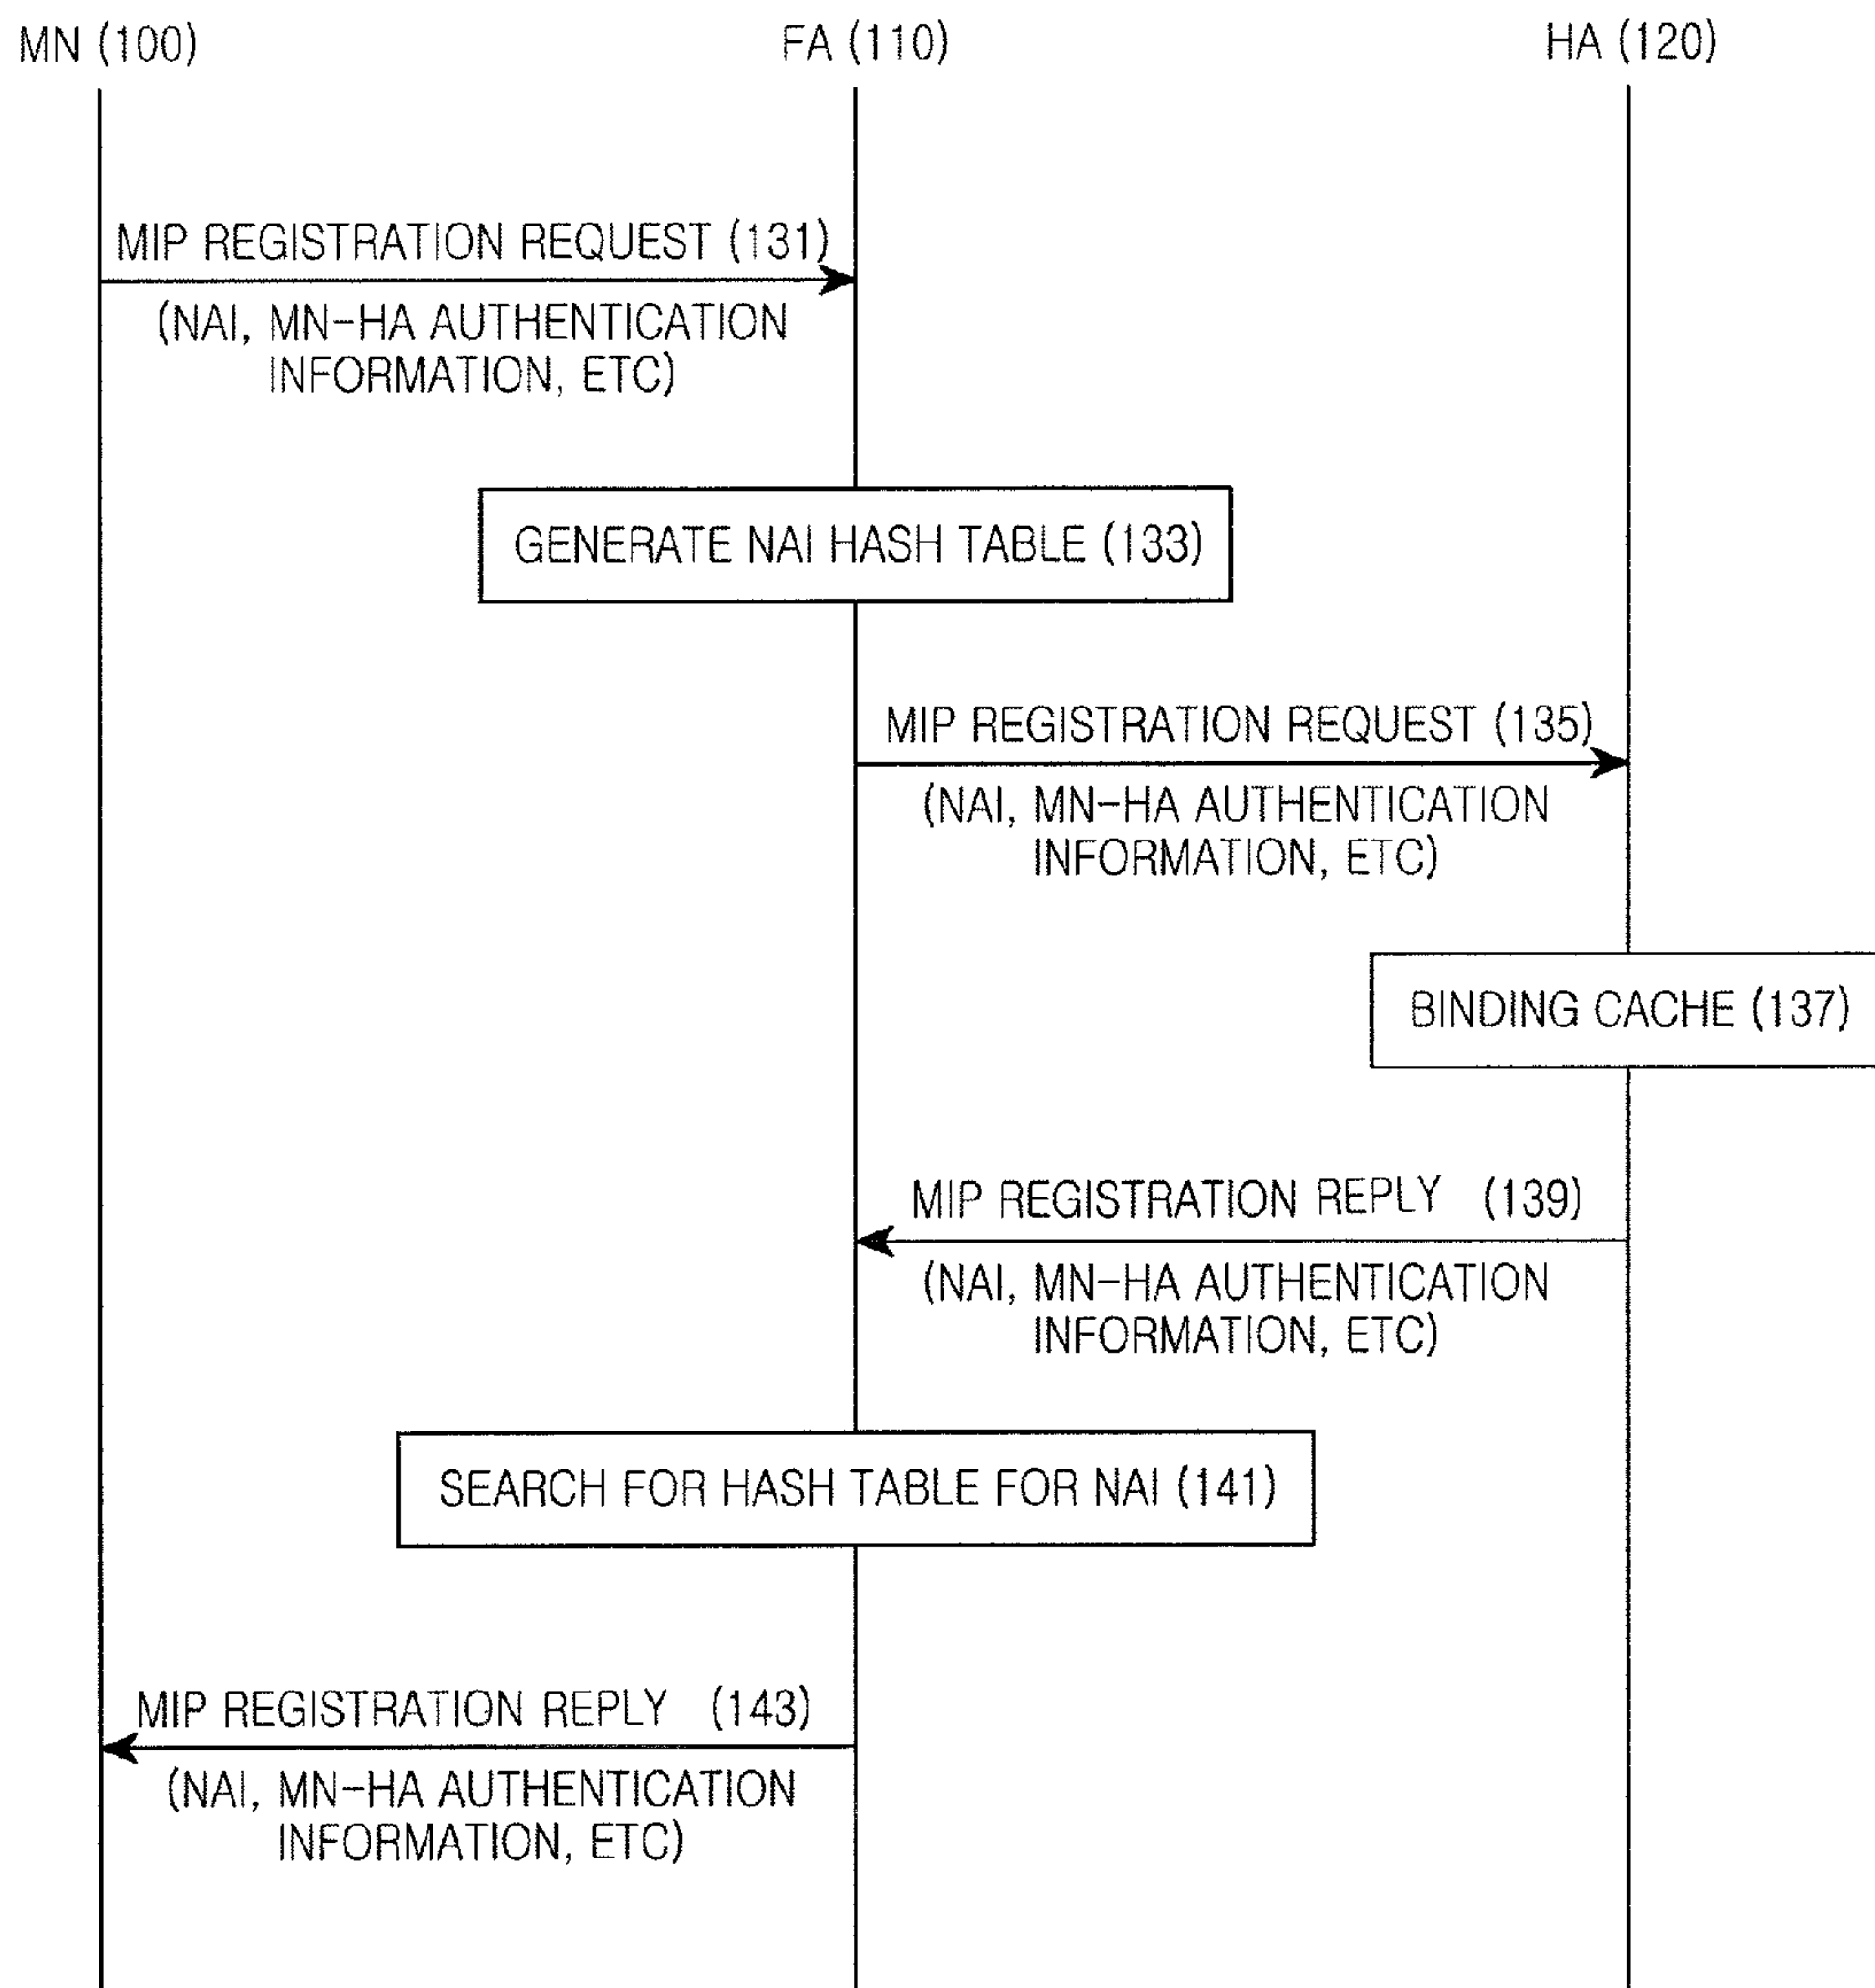 MN (100)
FA (110)
HA (120)
MIP REGISTRATION REQUEST (131)
(NAI, MN-HA AUTHENTICATION
INFORMATION, ETC)
GENERATE NAI HASH TABLE (133)
MIP REGISTRATION REQUEST (135)
(NAI, MN-HA AUTHENTICATION
INFORMATION, ETC)
BINDING CACHE (137)
MIP REGISTRATION REPLY (139)
(NAI, MN-HA AUTHENTICATION
INFORMATION, ETC)
SEARCH FOR HASH TABLE FOR NAI (141)
MIP REGISTRATION REPLY (143)
(NAI, MN-HA AUTHENTICATION
INFORMATION, ETC)